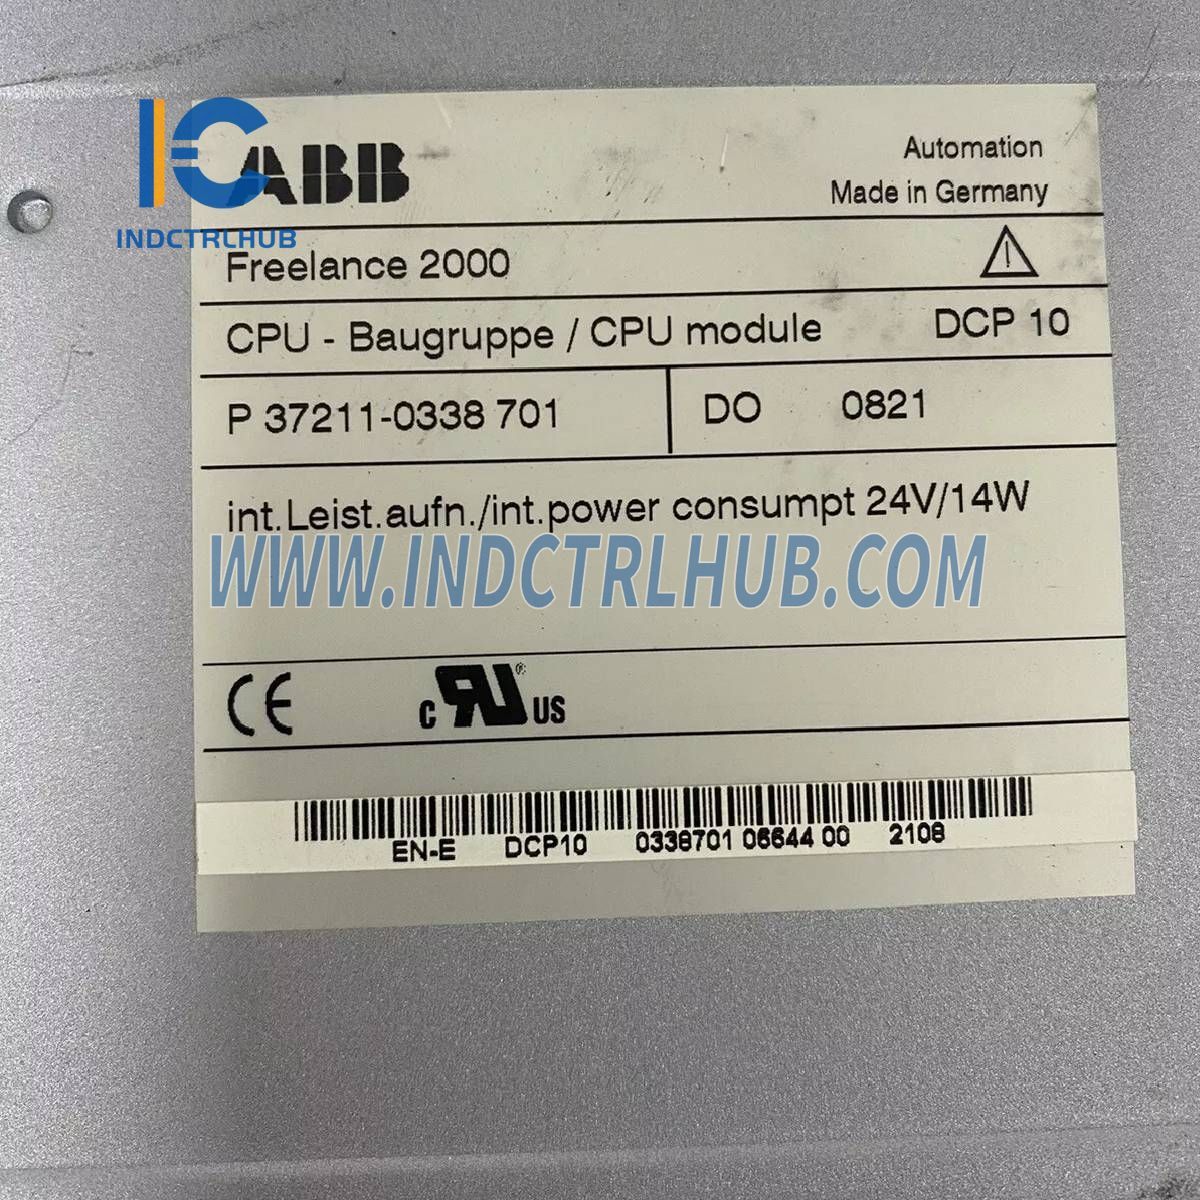 ABB
Automation
Made in Germany
INDCTRLHUB
Freelance 2000
CPU - Baugruppe / CPU module DCP 10
P 37211-0338 701 DO 0821
int.Leist.aufn./int.power consumpt 24V/14W
WWW.INDCTRLHUB.COM
CE
c RU ® US
EN-E DCP10 0338701 06644 00 2108